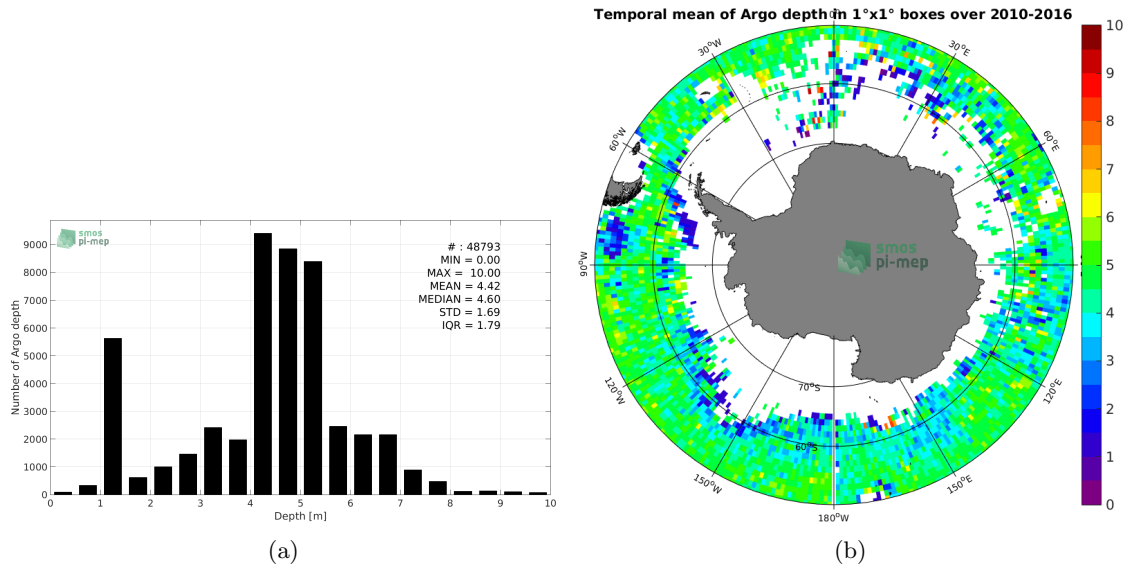 smos
pi-mep
# : 48793
MIN = 0.00
MAX = 10.00
MEAN = 4.42
MEDIAN = 4.60
STD = 1.69
IQR = 1.79
Number of Argo depth
9000
8000
7000
6000
5000
4000
3000
2000
1000
0
0 1 2 3 4 5 6 7 8 9 10
Depth [m]
(a)
Temporal mean of Argo depth in 1°x1° boxes over 2010-2016
0°
30°W
30°E
60°W
60°E
90°W
smos
pi-mep
70°S
60°S
120°W
120°E
150°W
150°E
180°W
10
9
8
7
6
5
4
3
2
1
0
(b)